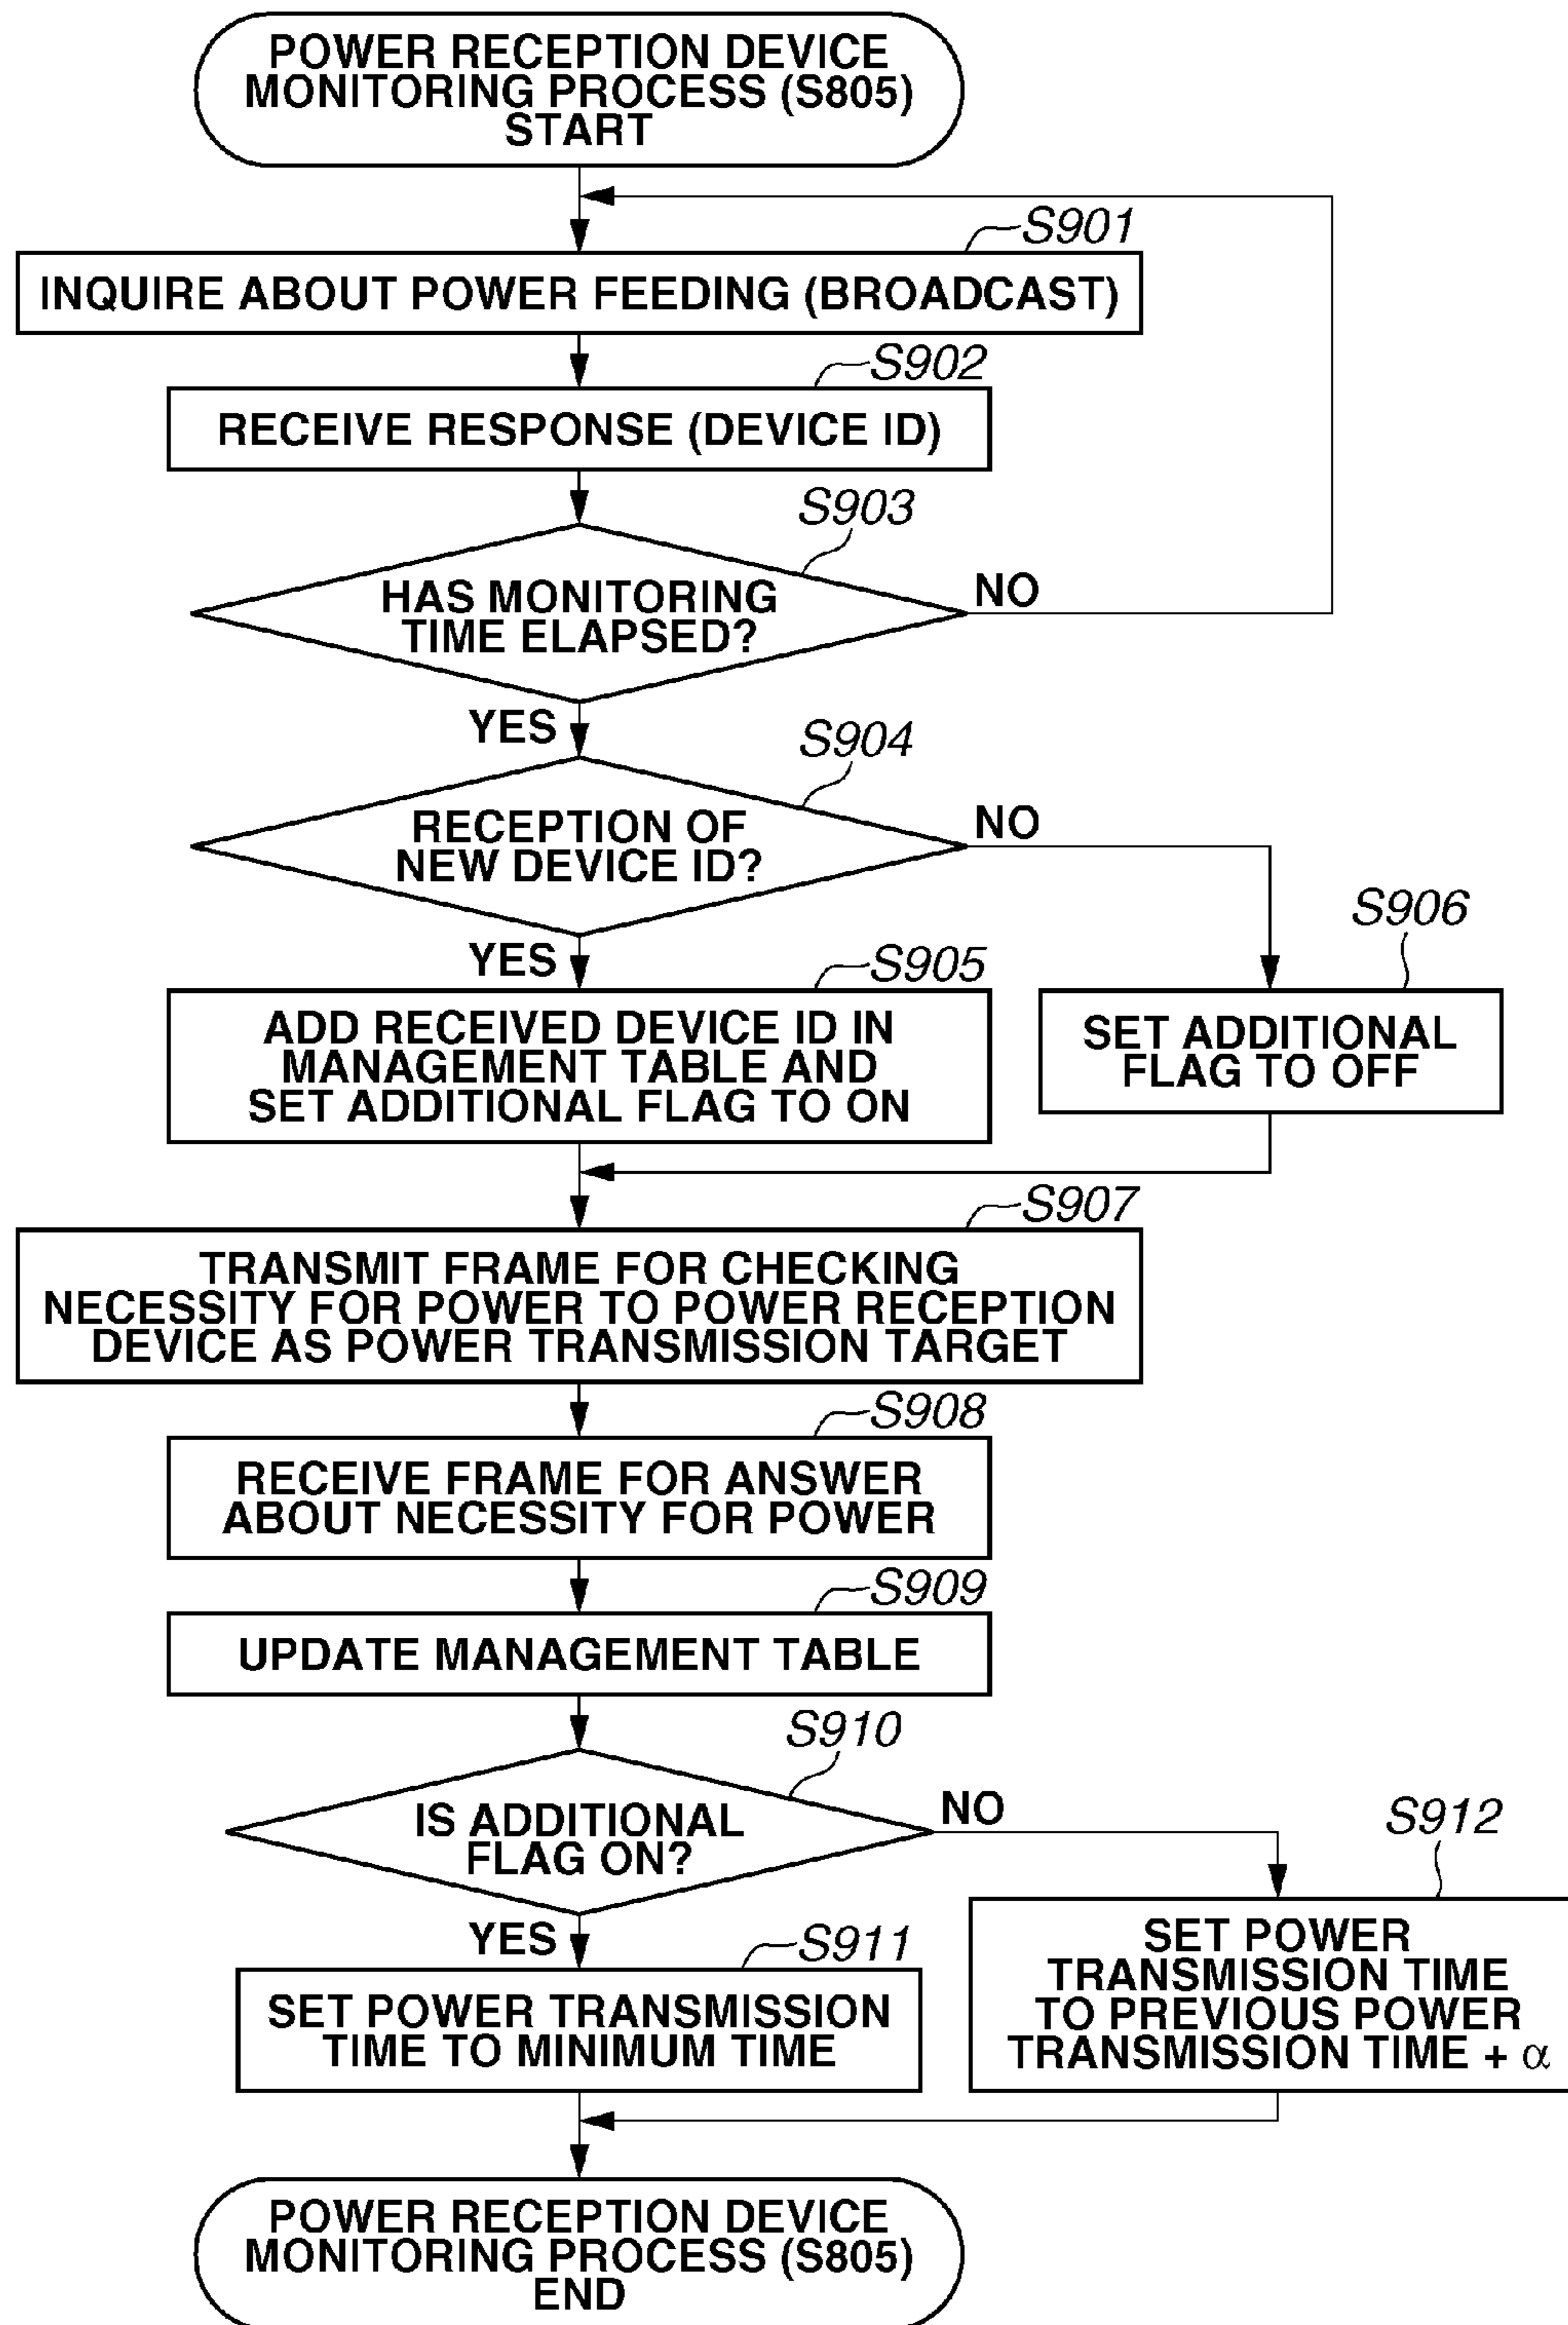 POWER RECEPTION DEVICE
MONITORING PROCESS (S805)
START
S901
INQUIRE ABOUT POWER FEEDING (BROADCAST)
S902
RECEIVE RESPONSE (DEVICE ID)
S903
HAS MONITORING
TIME ELAPSED?
NO
YES
S904
RECEPTION OF
NEW DEVICE ID?
NO
YES
S905
ADD RECEIVED DEVICE ID IN
MANAGEMENT TABLE AND
SET ADDITIONAL FLAG TO ON
S906
SET ADDITIONAL
FLAG TO OFF
S907
TRANSMIT FRAME FOR CHECKING
NECESSITY FOR POWER TO POWER RECEPTION
DEVICE AS POWER TRANSMISSION TARGET
S908
RECEIVE FRAME FOR ANSWER
ABOUT NECESSITY FOR POWER
S909
UPDATE MANAGEMENT TABLE
S910
IS ADDITIONAL
FLAG ON?
NO
YES
S911
SET POWER TRANSMISSION
TIME TO MINIMUM TIME
S912
SET POWER
TRANSMISSION TIME
TO PREVIOUS POWER
TRANSMISSION TIME + α
POWER RECEPTION DEVICE
MONITORING PROCESS (S805)
END